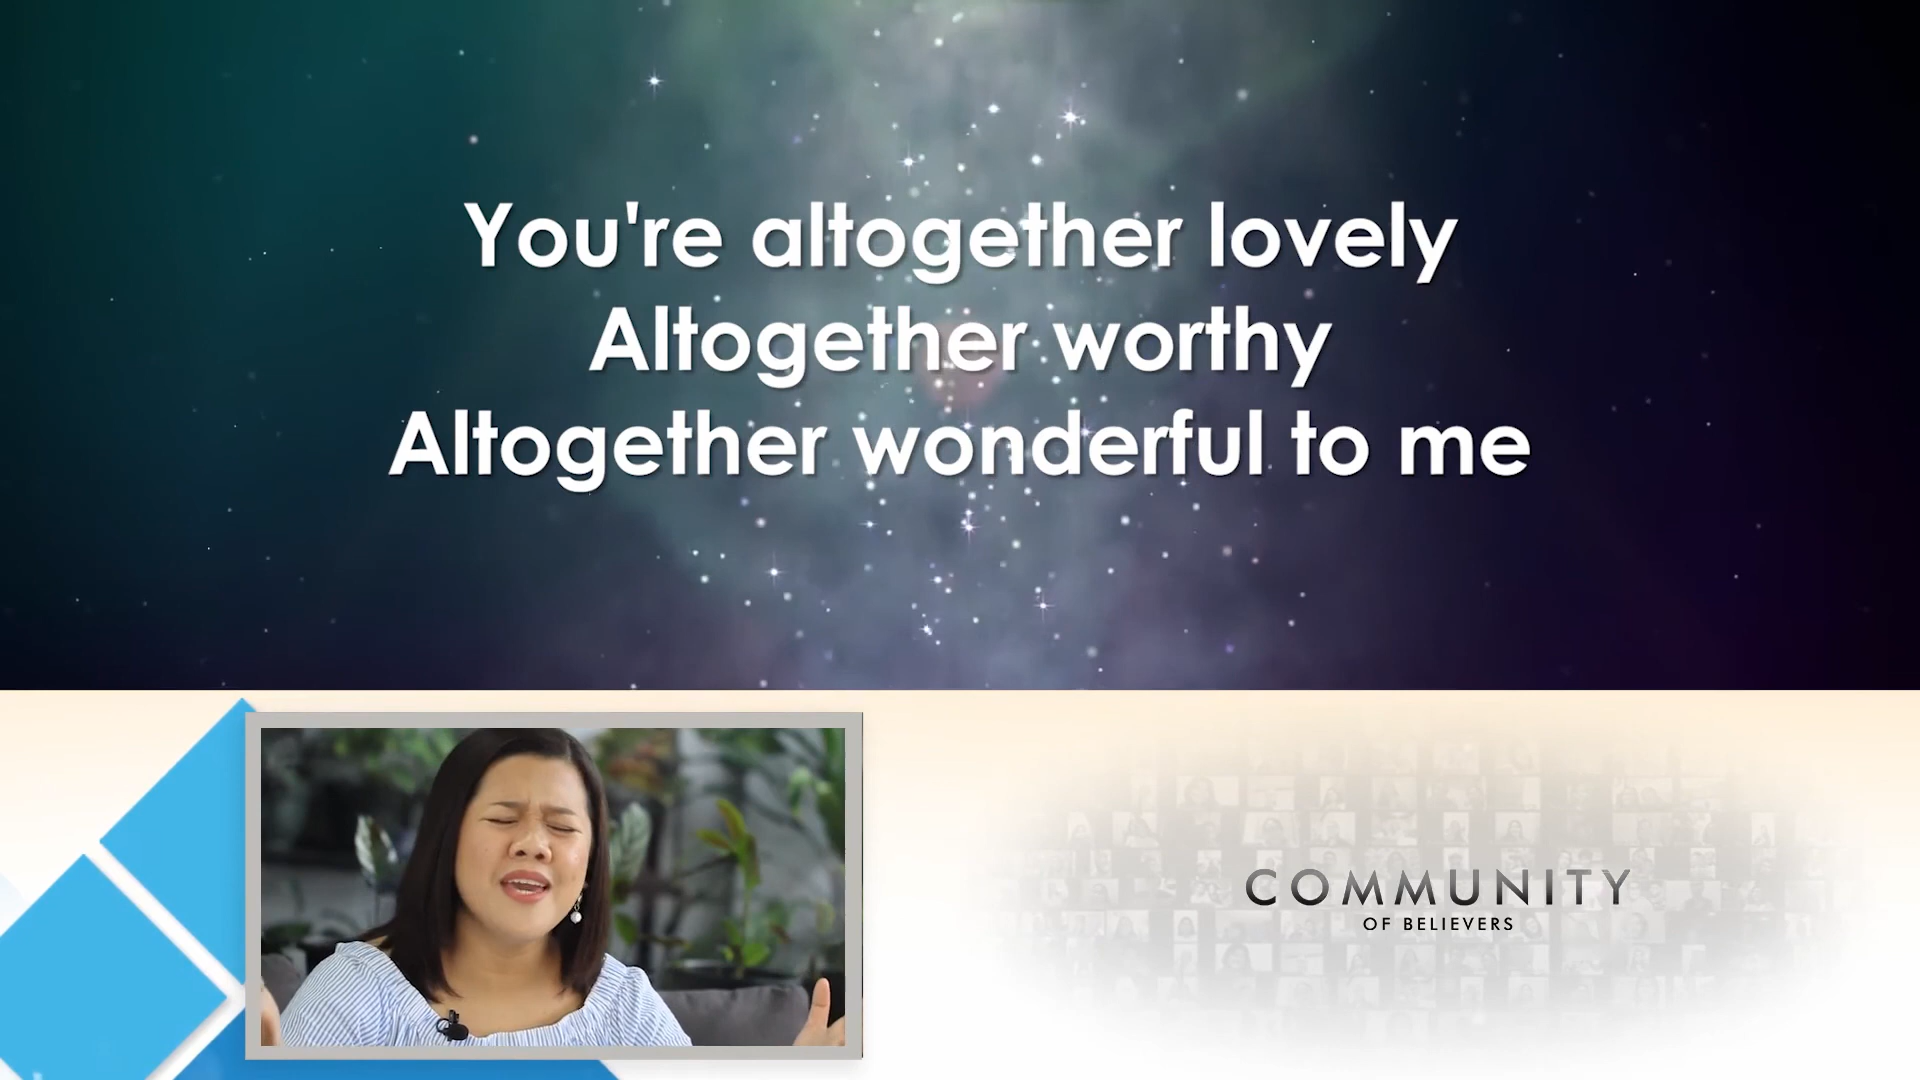 You're altogether lovely
Altogether worthy
Altogether wonderful to me
COMMUNITY
OF BELIEVERS